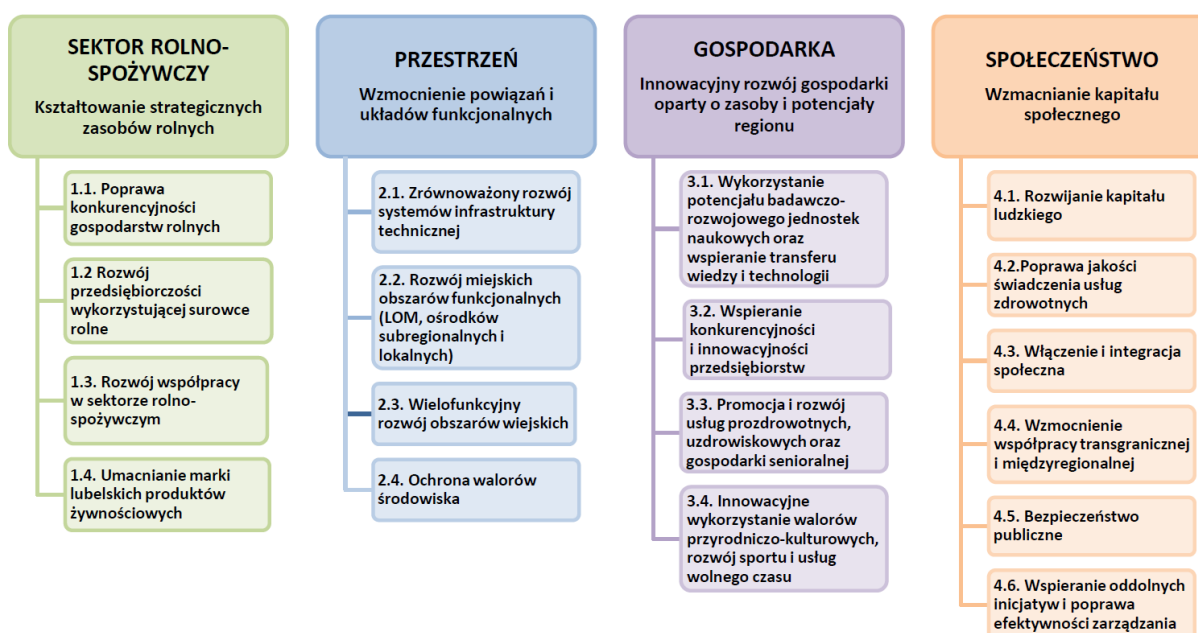 SEKTOR ROLNO-
SPOŻYWCZY
Kształtowanie strategicznych
zasobów rolnych
1.1. Poprawa
konkurencyjności
gospodarstw rolnych
1.2 Rozwój
przedsiębiorczości
wykorzystującej surowce
rolne
1.3. Rozwój współpracy
w sektorze rolno-
spożywczym
1.4. Umacnianie marki
lubelskich produktów
żywnościowych
PRZESTRZEŃ
Wzmocnienie powiązań i
układów funkcjonalnych
2.1. Zrównoważony rozwój
systemów infrastruktury
technicznej
2.2. Rozwój miejskich
obszarów funkcjonalnych
(LOM, ośrodków
subregionalnych i
lokalnych)
2.3. Wielofunkcyjny
rozwój obszarów wiejskich
2.4. Ochrona walorów
środowiska
GOSPODARKA
Innowacyjny rozwój gospodarki
oparty o zasoby i potencjały
regionu
3.1. Wykorzystanie
potencjału badawczo-
rozwojowego jednostek
naukowych oraz
wspieranie transferu
wiedzy i technologii
3.2. Wspieranie
konkurencyjności
i innowacyjności
przedsiębiorstw
3.3. Promocja i rozwój
usług prozdrowotnych,
uzdrowiskowych oraz
gospodarki senioralnej
3.4. Innowacyjne
wykorzystanie walorów
przyrodniczo-kulturowych,
rozwój sportu i usług
wolnego czasu
SPOŁECZEŃSTWO
Wzmacnianie kapitału
społecznego
4.1. Rozwijanie kapitału
ludzkiego
4.2.Poprawa jakości
świadczenia usług
zdrowotnych
4.3. Włączenie i integracja
społeczna
4.4. Wzmocnienie
współpracy transgranicznej
i międzyregionalnej
4.5. Bezpieczeństwo
publiczne
4.6. Wspieranie oddolnych
inicjatyw i poprawa
efektywności zarządzania